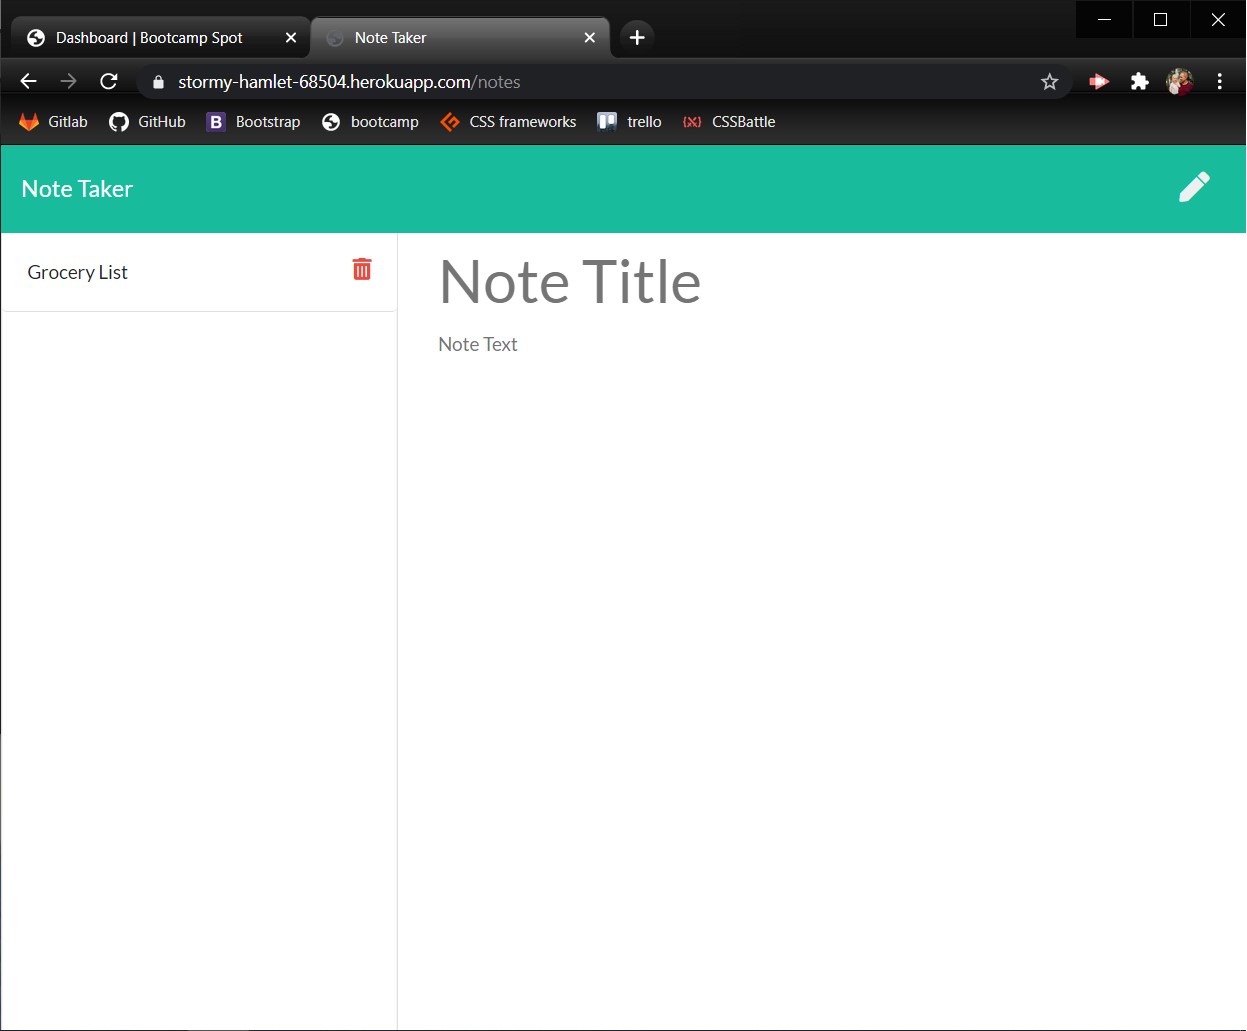 Dashboard | Bootcamp Spot
Note Taker
stormy-hamlet-68504.herokuapp.com/notes
Gitlab GitHub B Bootstrap bootcamp CSS frameworks trello {X} CSSBattle
Note Taker
Grocery List
Note Title
Note Text